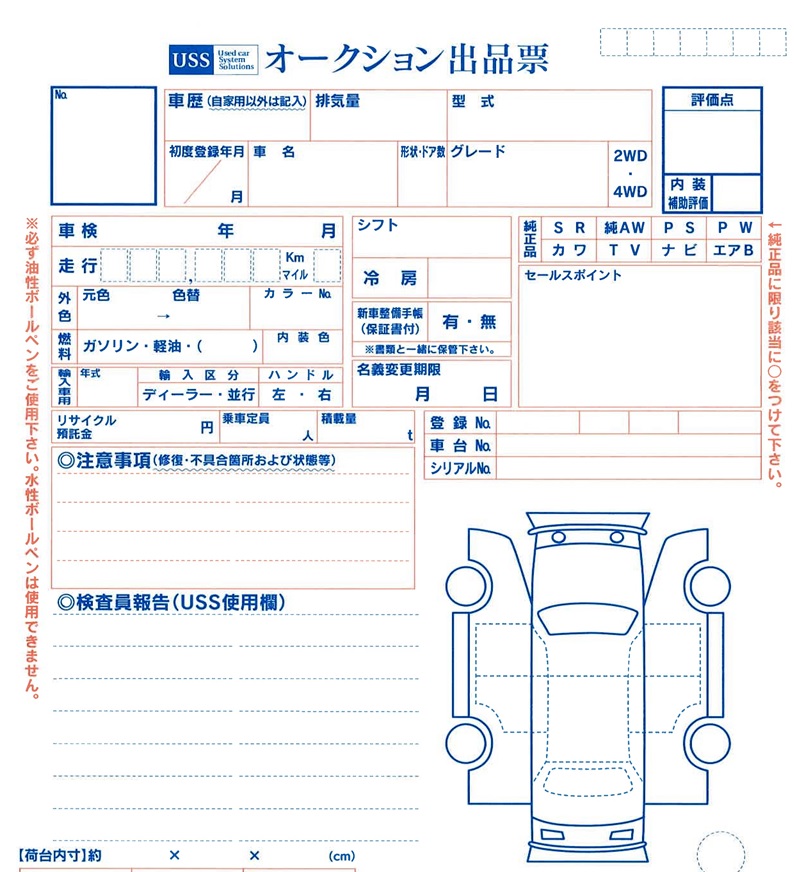 USS Used car System Solutions オークション出品票
No.
車歴(自家用以外は記入) 排気量 型 式
評価点
初度登録年月 車 名 形状・ドア数 グレード 2WD・4WD
月
内 装
補助評価
車 検 年 月
シフト
純正品 S R 純AW P S P W
カ ワ T V ナ ビ エアB
走 行 , Km
マイル
冷 房
セールスポイント
外色 元色 色替 カ ラ ー No.
→
新車整備手帳
(保証書付) 有・無
燃料 ガソリン・軽油・( ) 内 装 色
※書類と一緒に保管下さい。
輸入車用 年式 輸 入 区 分 ハ ン ド ル
ディーラー・並行 左 ・ 右
名義変更期限
月 日
リサイクル
預託金 円 乗車定員 人 積載量 t
登 録 No.
車 台 No.
シリアルNo.
◎注意事項(修復・不具合箇所および状態等)
◎検査員報告(USS使用欄)
【荷台内寸】約 × × (cm)
※必ず油性ボールペンをご使用下さい。水性ボールペンは使用できません。
←純正品に限り該当に○をつけて下さい。